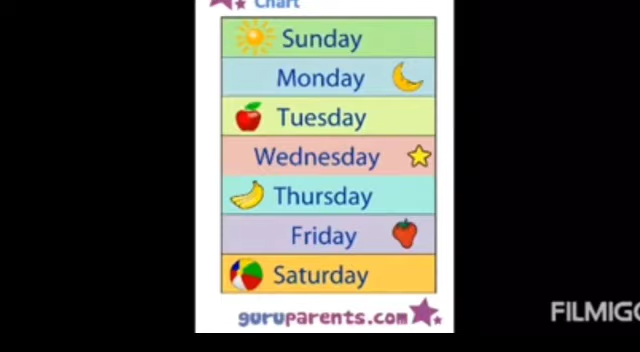 Chart
Sunday
Monday
Tuesday
Wednesday
Thursday
Friday
Saturday
guruparents.com
FILMIGO